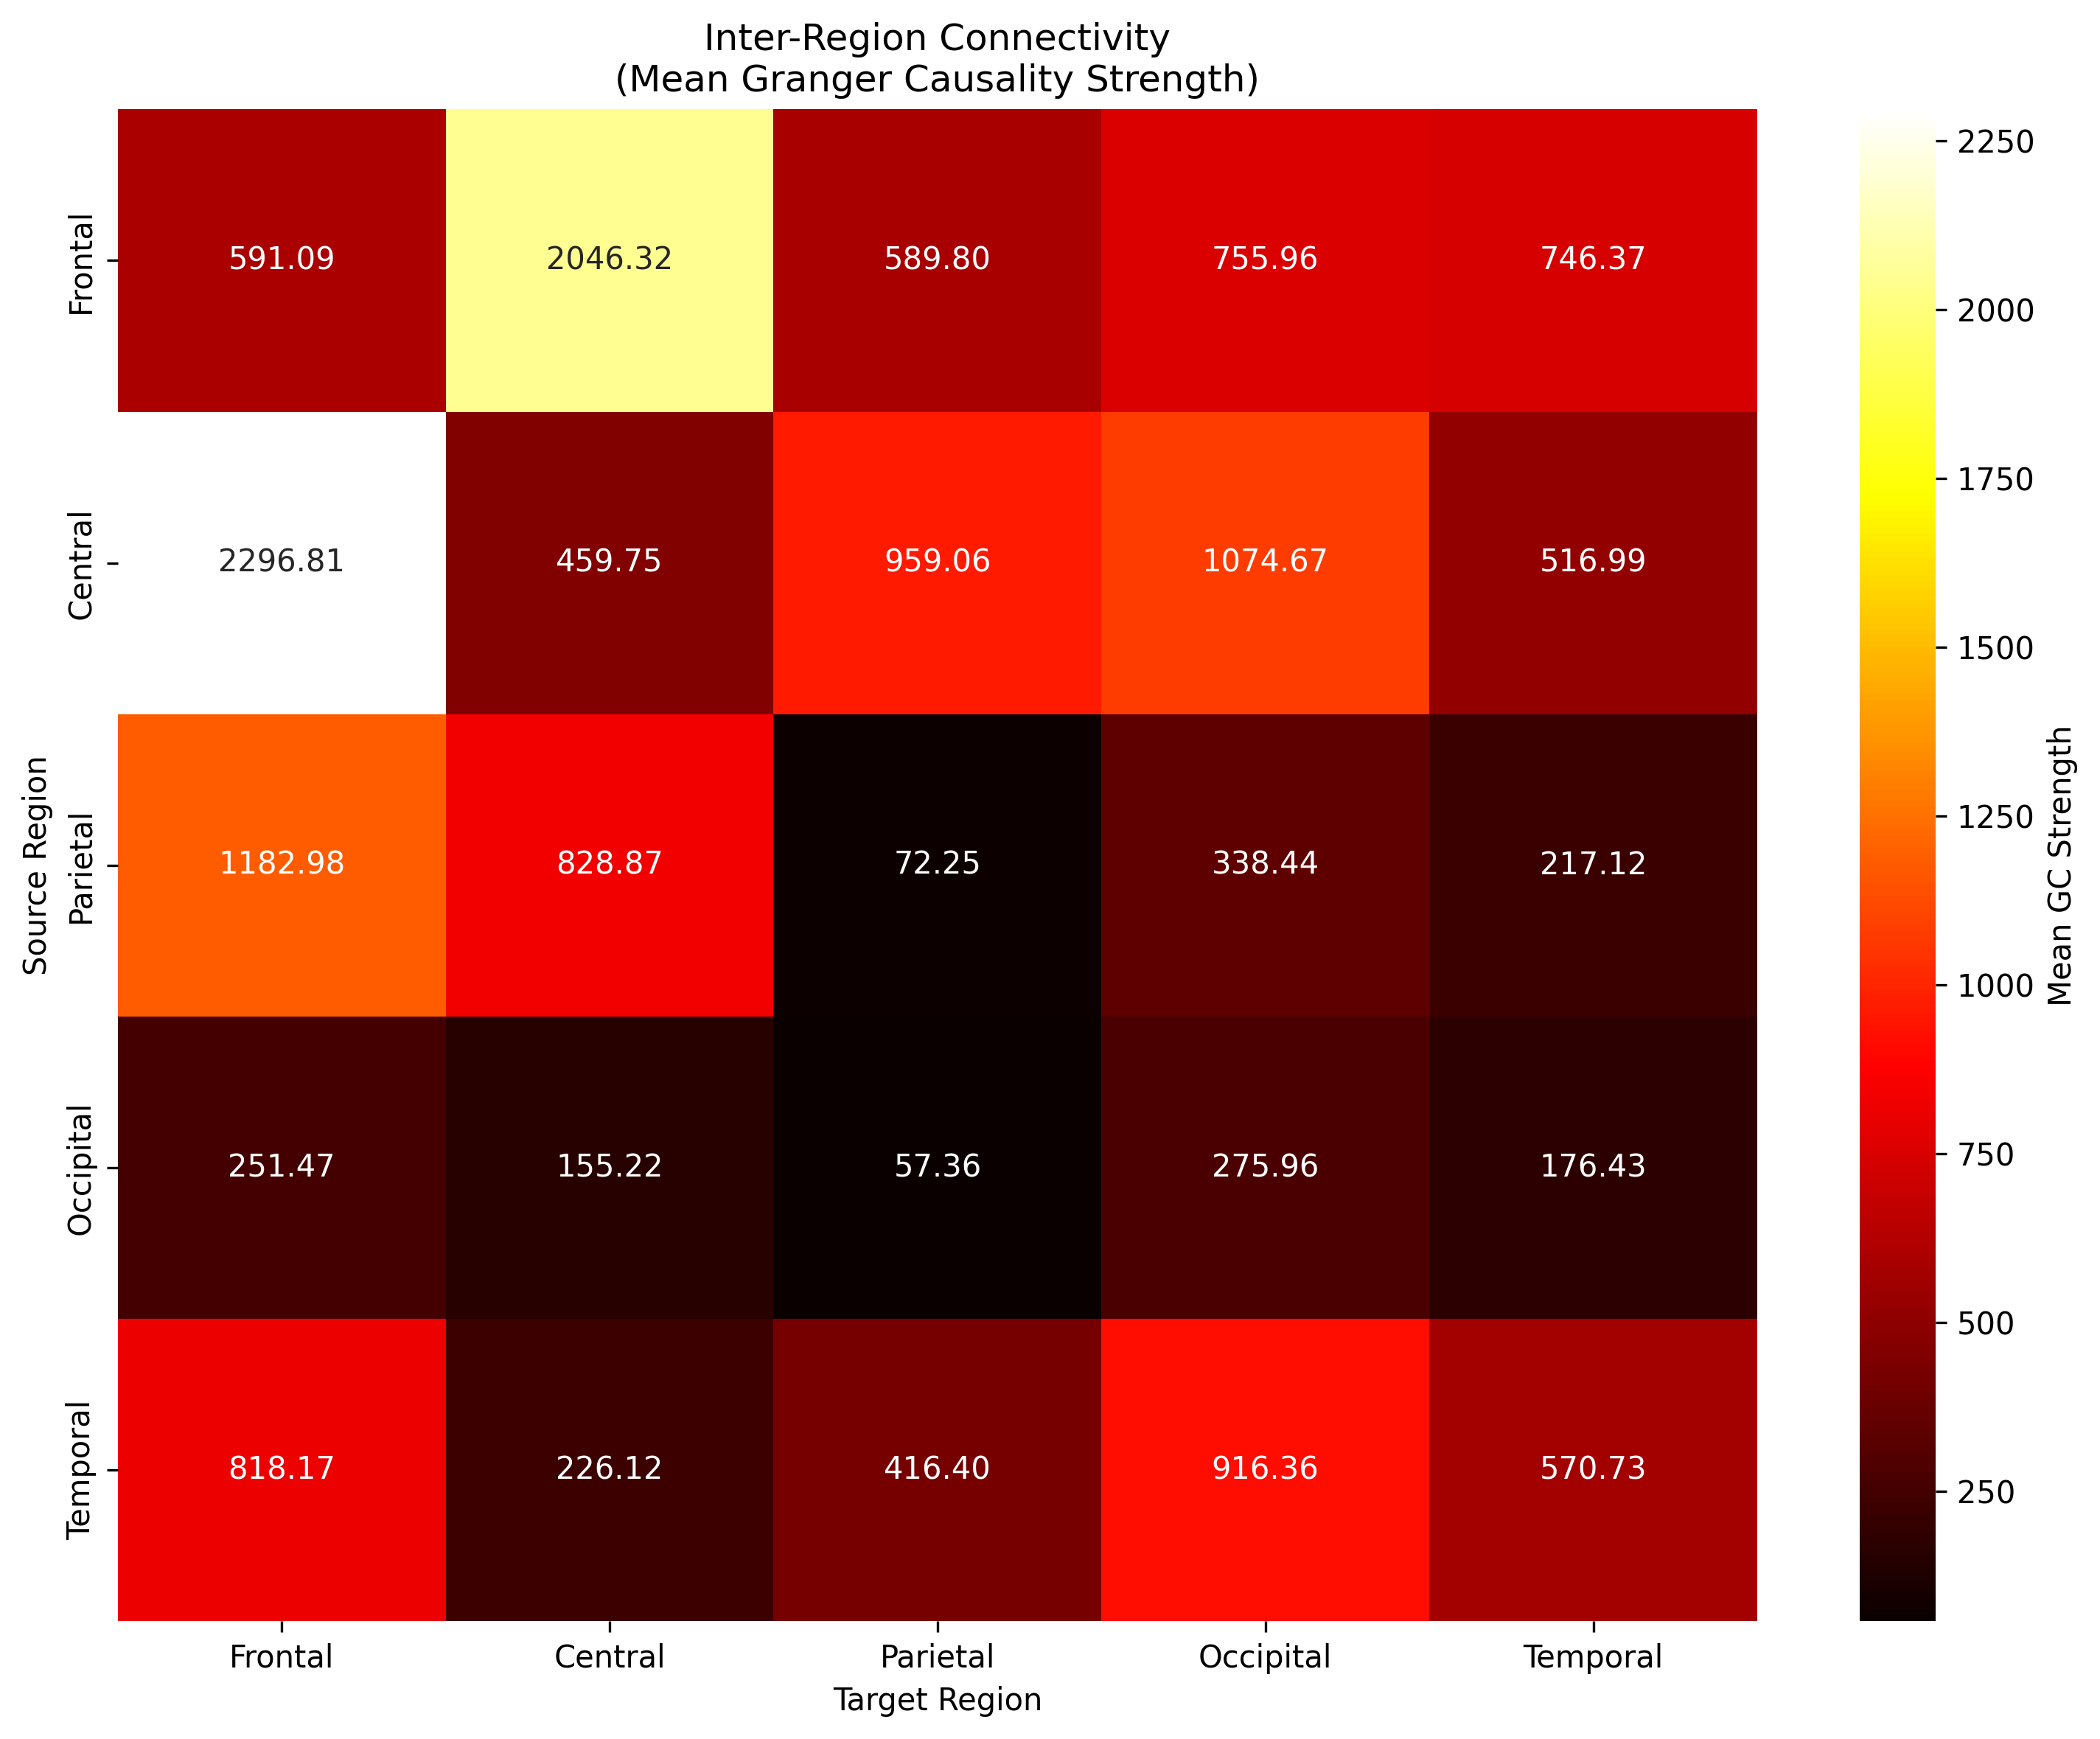 Inter-Region Connectivity
(Mean Granger Causality Strength)
Source Region
Frontal
591.09 2046.32 589.80 755.96 746.37
Central
2296.81 459.75 959.06 1074.67 516.99
Parietal
1182.98 828.87 72.25 338.44 217.12
Occipital
251.47 155.22 57.36 275.96 176.43
Temporal
818.17 226.12 416.40 916.36 570.73
Frontal Central Parietal Occipital Temporal
Target Region
2250
2000
1750
1500
1250
1000
750
500
250
Mean GC Strength